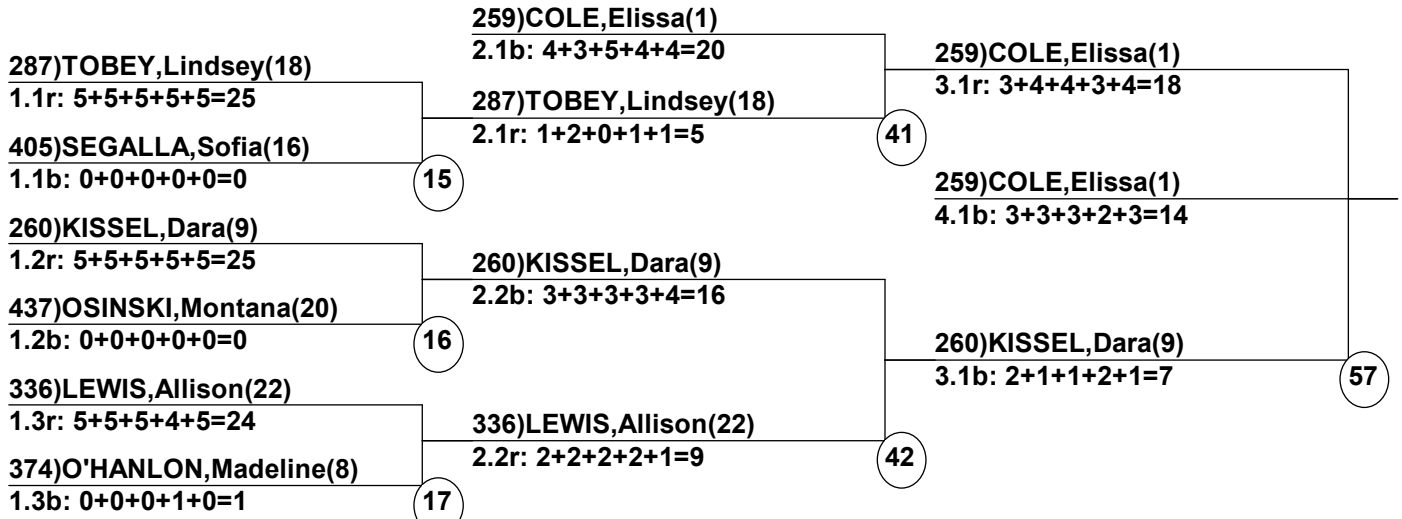 259)COLE,Elissa(1)
2.1b: 4+3+5+4+4=20
287)TOBEY,Lindsey(18)
1.1r: 5+5+5+5+5=25
259)COLE,Elissa(1)
3.1r: 3+4+4+3+4=18
287)TOBEY,Lindsey(18)
2.1r: 1+2+0+1+1=5
41
405)SEGALLA,Sofia(16)
1.1b: 0+0+0+0+0=0
15
259)COLE,Elissa(1)
4.1b: 3+3+3+2+3=14
260)KISSEL,Dara(9)
1.2r: 5+5+5+5+5=25
260)KISSEL,Dara(9)
2.2b: 3+3+3+3+4=16
437)OSINSKI,Montana(20)
1.2b: 0+0+0+0+0=0
16
260)KISSEL,Dara(9)
3.1b: 2+1+1+2+1=7
57
336)LEWIS,Allison(22)
1.3r: 5+5+5+4+5=24
336)LEWIS,Allison(22)
2.2r: 2+2+2+2+1=9
42
374)O'HANLON,Madeline(8)
1.3b: 0+0+0+1+0=1
17